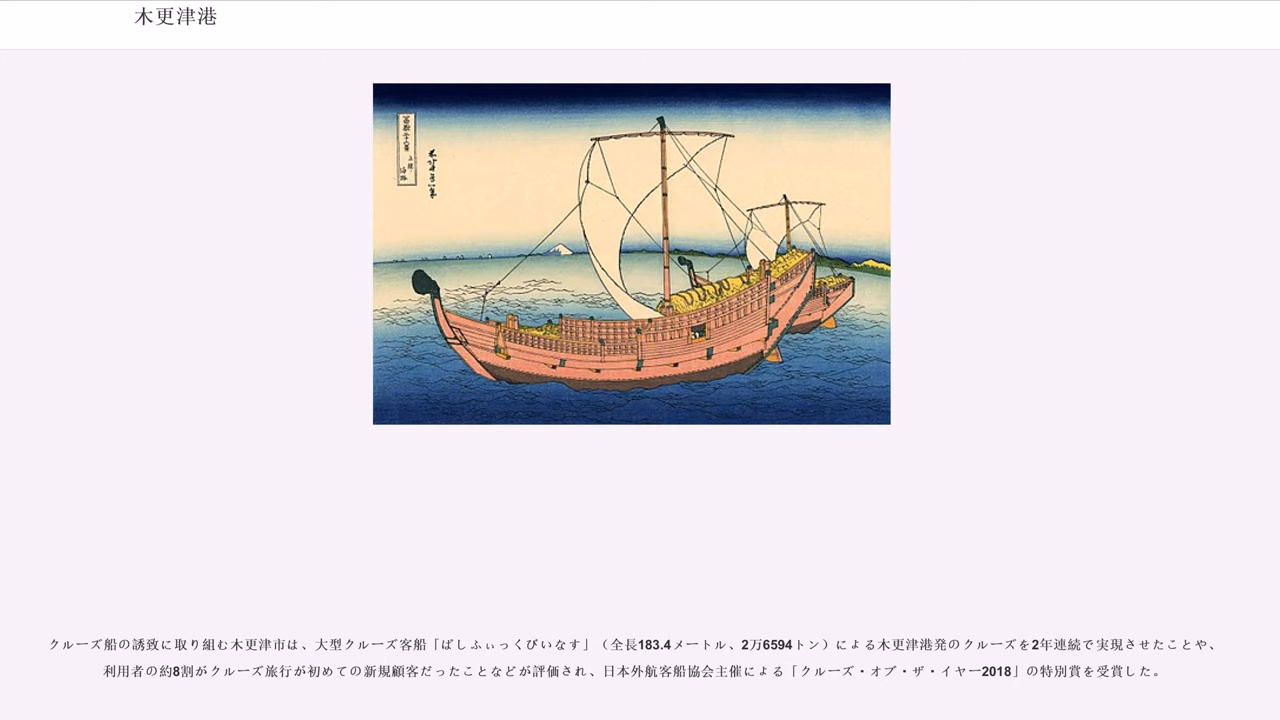 木更津港
クルーズ船の誘致に取り組む木更津市は、大型クルーズ客船「ぱしふぃっくびいなす」（全長183.4メートル、2万6594トン）による木更津港発のクルーズを2年連続で実現させたことや、
利用者の約8割がクルーズ旅行が初めての新規顧客だったことなどが評価され、日本外航客船協会主催による「クルーズ・オブ・ザ・イヤー2018」の特別賞を受賞した。